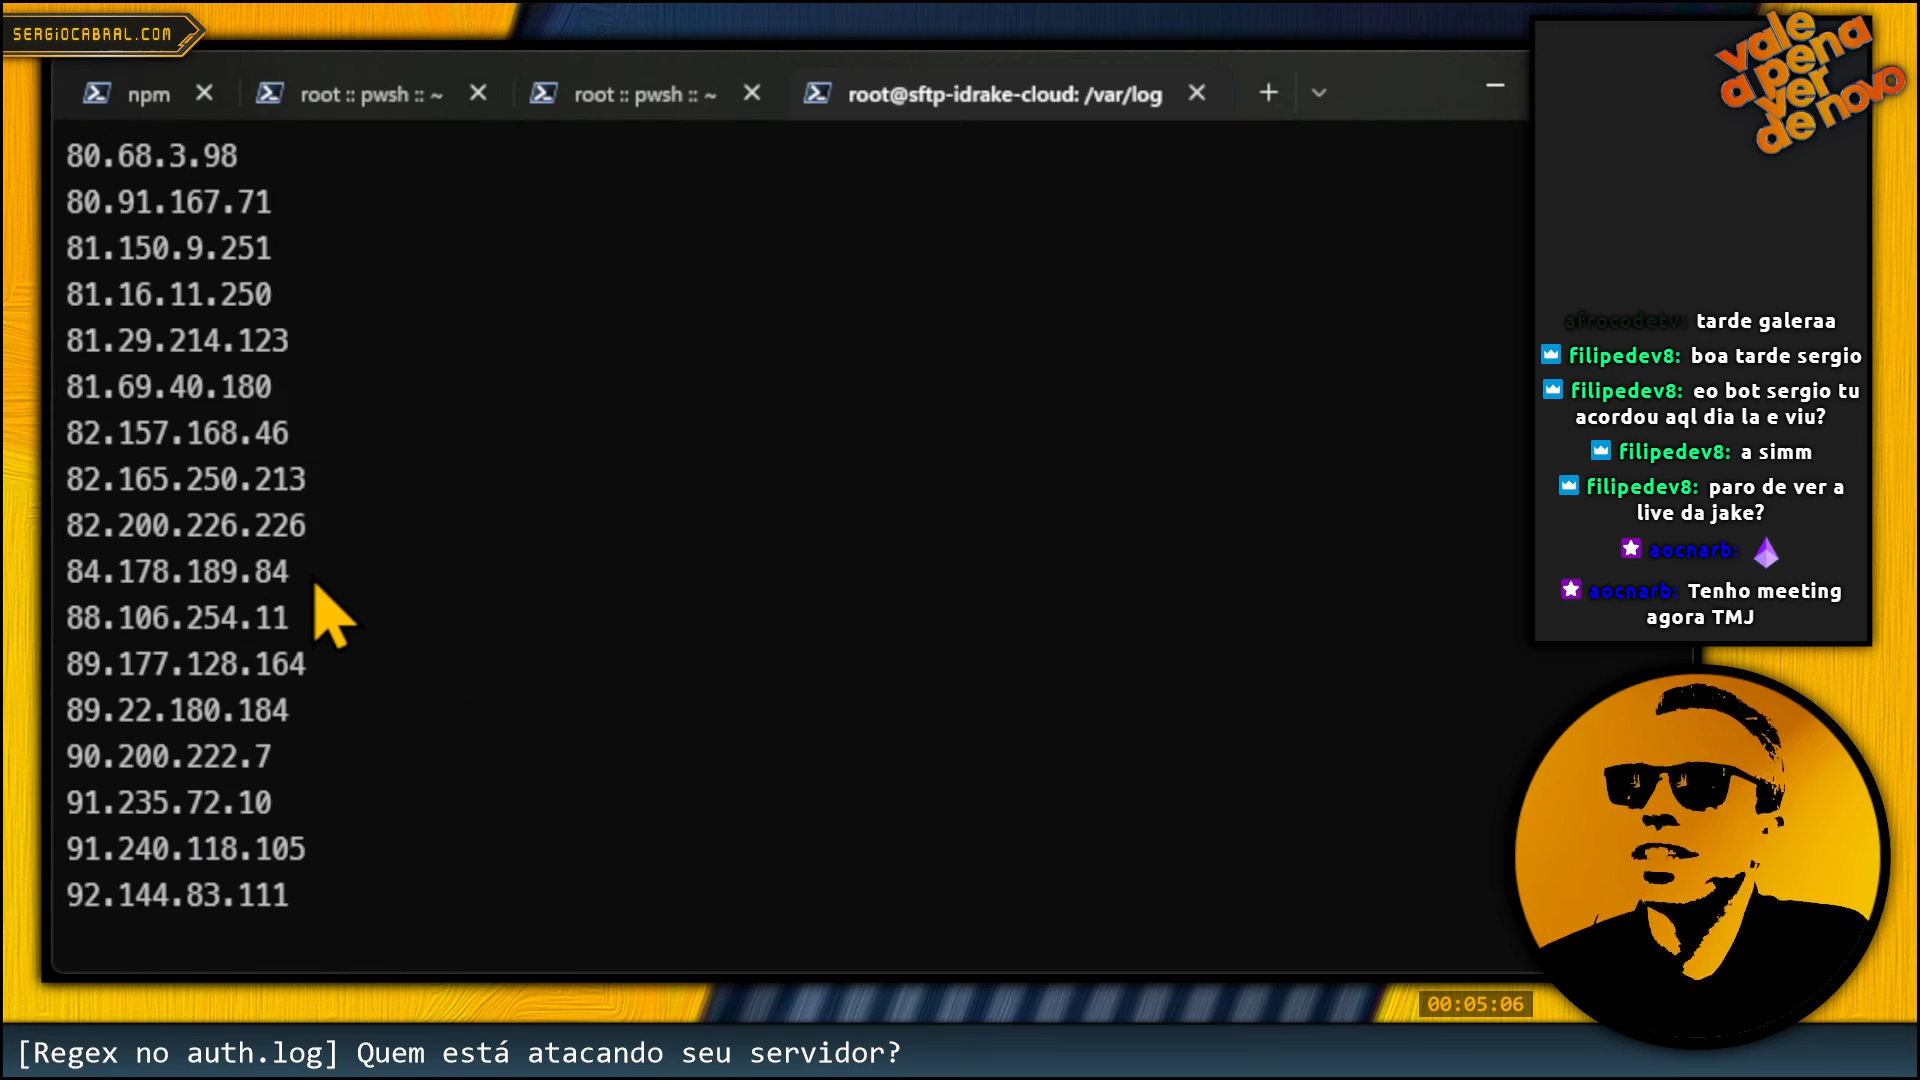 SERGIOCABRAL.COM
npm
root :: pwsh :: ~
root :: pwsh :: ~
root@sftp-idrake-cloud: /var/log
80.68.3.98
80.91.167.71
81.150.9.251
81.16.11.250
81.29.214.123
81.69.40.180
82.157.168.46
82.165.250.213
82.200.226.226
84.178.189.84
88.106.254.11
89.177.128.164
89.22.180.184
90.200.222.7
91.235.72.10
91.240.118.105
92.144.83.111
vale
a pena
ver
de novo
afrocodetv: tarde galeraa
filipedev8: boa tarde sergio
filipedev8: eo bot sergio tu
acordou aql dia la e viu?
filipedev8: a simm
filipedev8: paro de ver a
live da jake?
aocnarb:
aocnarb: Tenho meeting
agora TMJ
00:05:06
[Regex no auth.log] Quem está atacando seu servidor?